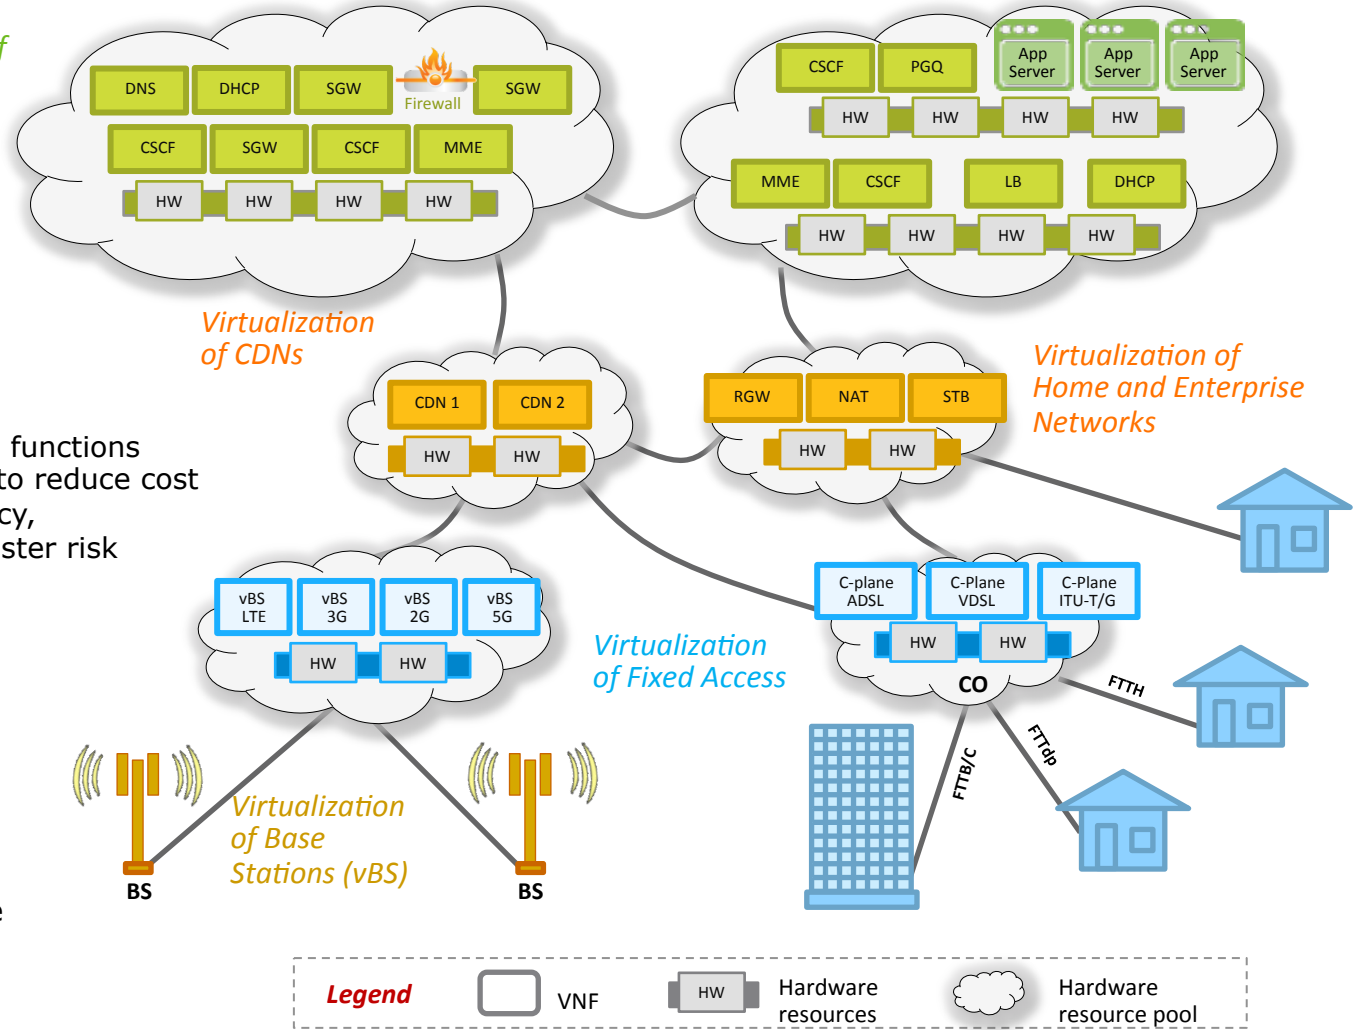 f
DNS
DHCP
SGW
Firewall
SGW
CSCF
SGW
CSCF
MME
HW
HW
HW
HW
CSCF
PGQ
App
Server
App
Server
App
Server
HW
HW
HW
HW
MME
CSCF
LB
DHCP
HW
HW
HW
HW
Virtualization
of CDNs
CDN 1
CDN 2
HW
HW
RGW
NAT
STB
HW
HW
Virtualization of
Home and Enterprise
Networks
functions
to reduce cost
cy,
ster risk
vBS
LTE
vBS
3G
vBS
2G
vBS
5G
HW
HW
Virtualization
of Fixed Access
C-plane
ADSL
C-Plane
VDSL
C-Plane
ITU-T/G
HW
HW
CO
FTTH
FTTdp
FTTB/C
Virtualization
of Base
Stations (vBS)
BS
BS
e
Legend
VNF
HW
Hardware
resources
Hardware
resource pool